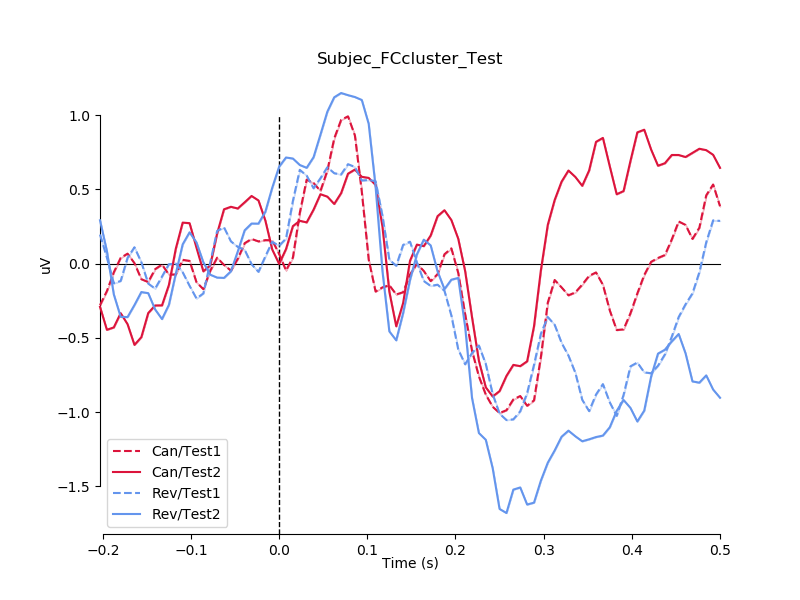 Subjec_FCcluster_Test
1.0
0.5
0.0
−0.5
−1.0
−1.5
uV
Can/Test1
Can/Test2
Rev/Test1
Rev/Test2
−0.2 −0.1 0.0 0.1 0.2 0.3 0.4 0.5
Time (s)